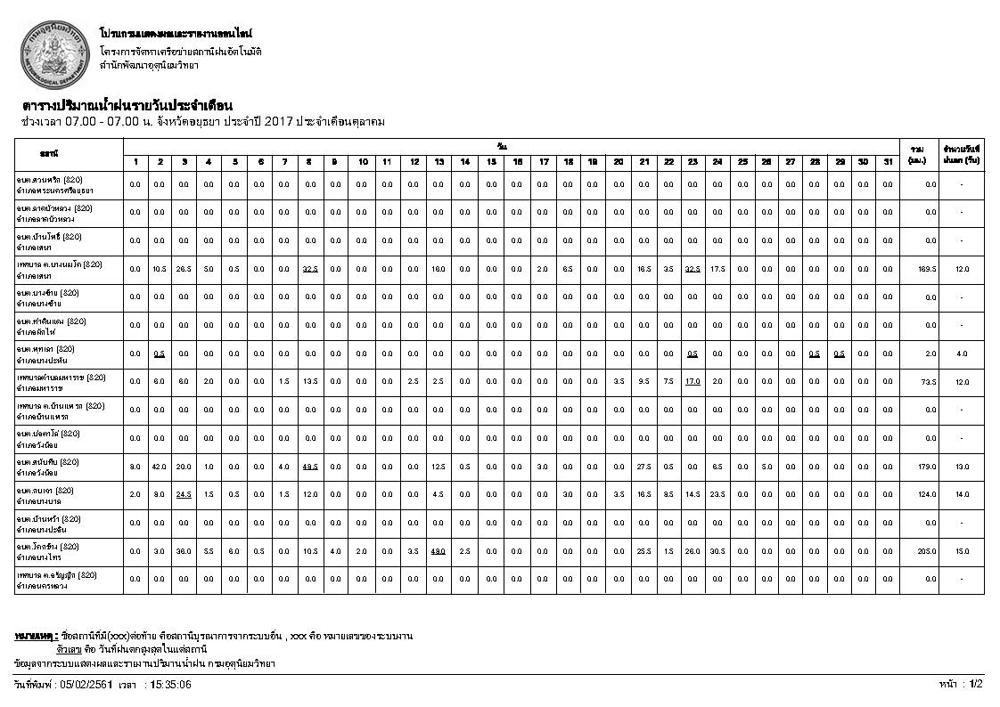 โปรแกรมแสดงผลและรายงานออนไลน์
โครงการจัดหาเครือข่ายสถานีฝนอัตโนมัติ
สำนักพัฒนาอุตุนิยมวิทยา
กรมอุตุนิยมวิทยา
METEOROLOGICAL DEPARTMENT
ตารางปริมาณน้ำฝนรายวันประจำเดือน
ช่วงเวลา 07.00 - 07.00 น. จังหวัดอยุธยา ประจำปี 2017 ประจำเดือนตุลาคม
สถานี วัน รวม (มม.) จำนวนวันที่ ฝนตก (วัน)
1 2 3 4 5 6 7 8 9 10 11 12 13 14 15 16 17 18 19 20 21 22 23 24 25 26 27 28 29 30 31
อบต.สวนพริก (820) 0.0 0.0 0.0 0.0 0.0 0.0 0.0 0.0 0.0 0.0 0.0 0.0 0.0 0.0 0.0 0.0 0.0 0.0 0.0 0.0 0.0 0.0 0.0 0.0 0.0 0.0 0.0 0.0 0.0 0.0 0.0 0.0 -
อำเภอพระนครศรีอยุธยา
อบต.ลาดบัวหลวง (820) 0.0 0.0 0.0 0.0 0.0 0.0 0.0 0.0 0.0 0.0 0.0 0.0 0.0 0.0 0.0 0.0 0.0 0.0 0.0 0.0 0.0 0.0 0.0 0.0 0.0 0.0 0.0 0.0 0.0 0.0 0.0 0.0 -
อำเภอลาดบัวหลวง
อบต.บ้านโพธิ์ (820) 0.0 0.0 0.0 0.0 0.0 0.0 0.0 0.0 0.0 0.0 0.0 0.0 0.0 0.0 0.0 0.0 0.0 0.0 0.0 0.0 0.0 0.0 0.0 0.0 0.0 0.0 0.0 0.0 0.0 0.0 0.0 0.0 -
อำเภอเสนา
เทศบาล ต.บางนมโค (820) 0.0 10.5 26.5 5.0 0.5 0.0 0.0 32.5 0.0 0.0 0.0 0.0 16.0 0.0 0.0 0.0 2.0 6.5 0.0 0.0 16.5 3.5 32.5 17.5 0.0 0.0 0.0 0.0 0.0 0.0 0.0 169.5 12.0
อำเภอเสนา
อบต.บางซ้าย (820) 0.0 0.0 0.0 0.0 0.0 0.0 0.0 0.0 0.0 0.0 0.0 0.0 0.0 0.0 0.0 0.0 0.0 0.0 0.0 0.0 0.0 0.0 0.0 0.0 0.0 0.0 0.0 0.0 0.0 0.0 0.0 0.0 -
อำเภอบางซ้าย
อบต.ท่าดินแดง (820) 0.0 0.0 0.0 0.0 0.0 0.0 0.0 0.0 0.0 0.0 0.0 0.0 0.0 0.0 0.0 0.0 0.0 0.0 0.0 0.0 0.0 0.0 0.0 0.0 0.0 0.0 0.0 0.0 0.0 0.0 0.0 0.0 -
อำเภอผักไห่
อบต.พุทเลา (820) 0.0 0.5 0.0 0.0 0.0 0.0 0.0 0.0 0.0 0.0 0.0 0.0 0.0 0.0 0.0 0.0 0.0 0.0 0.0 0.0 0.0 0.0 0.5 0.0 0.0 0.0 0.0 0.5 0.5 0.0 0.0 2.0 4.0
อำเภอบางปะหัน
เทศบาลตำบลมหาราช (820) 0.0 6.0 6.0 2.0 0.0 0.0 1.5 13.5 0.0 0.0 0.0 2.5 2.5 0.0 0.0 0.0 0.0 0.0 0.0 3.5 9.5 7.5 17.0 2.0 0.0 0.0 0.0 0.0 0.0 0.0 0.0 73.5 12.0
อำเภอมหาราช
เทศบาล ต.บ้านแพรก (820) 0.0 0.0 0.0 0.0 0.0 0.0 0.0 0.0 0.0 0.0 0.0 0.0 0.0 0.0 0.0 0.0 0.0 0.0 0.0 0.0 0.0 0.0 0.0 0.0 0.0 0.0 0.0 0.0 0.0 0.0 0.0 0.0 -
อำเภอบ้านแพรก
อบต.บ่อตาโล่ (820) 0.0 0.0 0.0 0.0 0.0 0.0 0.0 0.0 0.0 0.0 0.0 0.0 0.0 0.0 0.0 0.0 0.0 0.0 0.0 0.0 0.0 0.0 0.0 0.0 0.0 0.0 0.0 0.0 0.0 0.0 0.0 0.0 -
อำเภอวังน้อย
อบต.สนับทึบ (820) 8.0 42.0 20.0 1.0 0.0 0.0 4.0 48.5 0.0 0.0 0.0 0.0 12.5 0.5 0.0 0.0 3.0 0.0 0.0 0.0 27.5 0.5 0.0 6.5 0.0 5.0 0.0 0.0 0.0 0.0 0.0 179.0 13.0
อำเภอวังน้อย
อบต.กบเจา (820) 2.0 8.0 24.5 1.5 0.5 0.0 1.5 12.0 0.0 0.0 0.0 0.0 4.5 0.0 0.0 0.0 0.0 3.0 0.0 3.5 16.5 8.5 14.5 23.5 0.0 0.0 0.0 0.0 0.0 0.0 0.0 124.0 14.0
อำเภอบางบาล
อบต.บ้านหว้า (820) 0.0 0.0 0.0 0.0 0.0 0.0 0.0 0.0 0.0 0.0 0.0 0.0 0.0 0.0 0.0 0.0 0.0 0.0 0.0 0.0 0.0 0.0 0.0 0.0 0.0 0.0 0.0 0.0 0.0 0.0 0.0 0.0 -
อำเภอบางปะอิน
อบต.โคกช้าง (820) 0.0 3.0 36.0 5.5 6.0 0.5 0.0 10.5 4.0 2.0 0.0 3.5 48.0 2.5 0.0 0.0 0.0 0.0 0.0 0.0 25.5 1.5 26.0 30.5 0.0 0.0 0.0 0.0 0.0 0.0 0.0 205.0 15.0
อำเภอบางไทร
เทศบาล ต.อรัญญิก (820) 0.0 0.0 0.0 0.0 0.0 0.0 0.0 0.0 0.0 0.0 0.0 0.0 0.0 0.0 0.0 0.0 0.0 0.0 0.0 0.0 0.0 0.0 0.0 0.0 0.0 0.0 0.0 0.0 0.0 0.0 0.0 0.0 -
อำเภอนครหลวง
หมายเหตุ : ชื่อสถานีที่มี(xxx)ต่อท้าย คือสถานีบูรณาการจากระบบอื่น , xxx คือ หมายเลขของระบบงาน
ตัวเลข คือ วันที่ฝนตกสูงสุดในแต่สถานี
ข้อมูลจากระบบแสดงผลและรายงานปริมานน้ำฝน กรมอุตุนิยมวิทยา
วันที่พิมพ์ : 05/02/2561 เวลา : 15:35:06 หน้า : 1/2